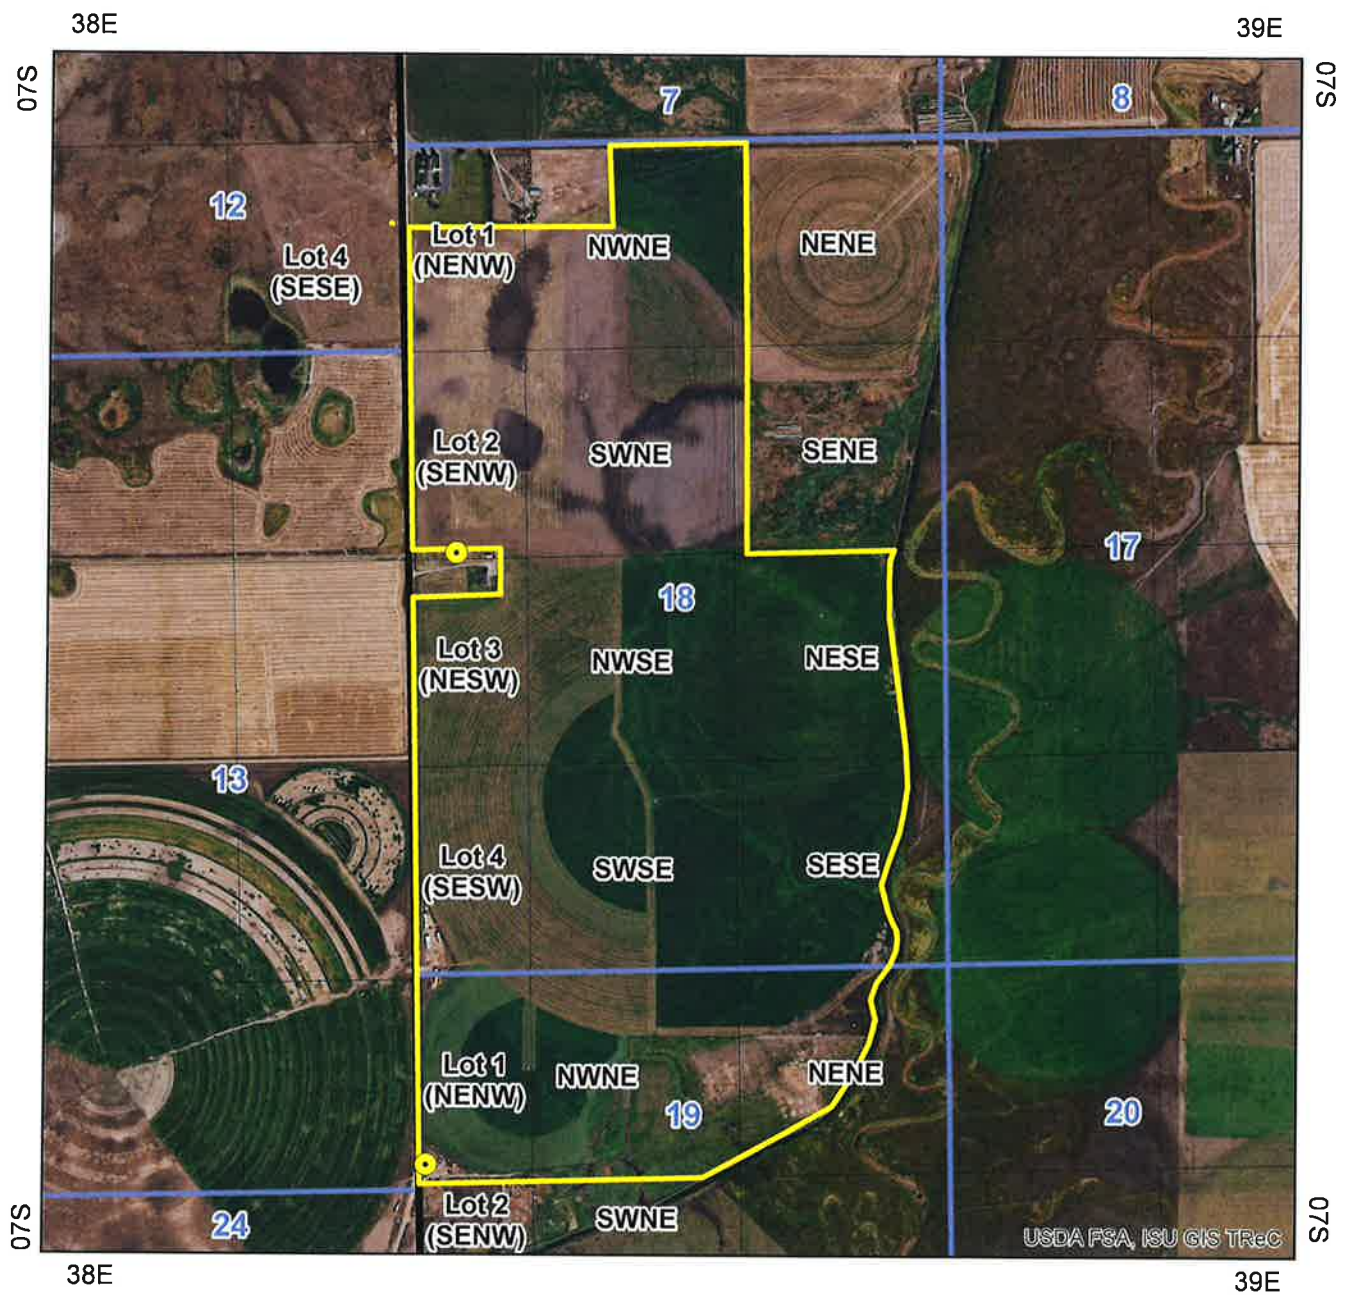 38E
39E
07S
07S
7
8
12
Lot 4
(SESE)
Lot 1
(NENW)
NWNE
NENE
Lot 2
(SENW)
SWNE
SENE
17
18
Lot 3
(NESW)
NWSE
NESE
13
Lot 4
(SESW)
SWSE
SESE
Lot 1
(NENW)
NWNE
NENE
19
20
24
Lot 2
(SENW)
SWNE
07S
07S
USDA FSA, ISU GIS TReC
38E
39E